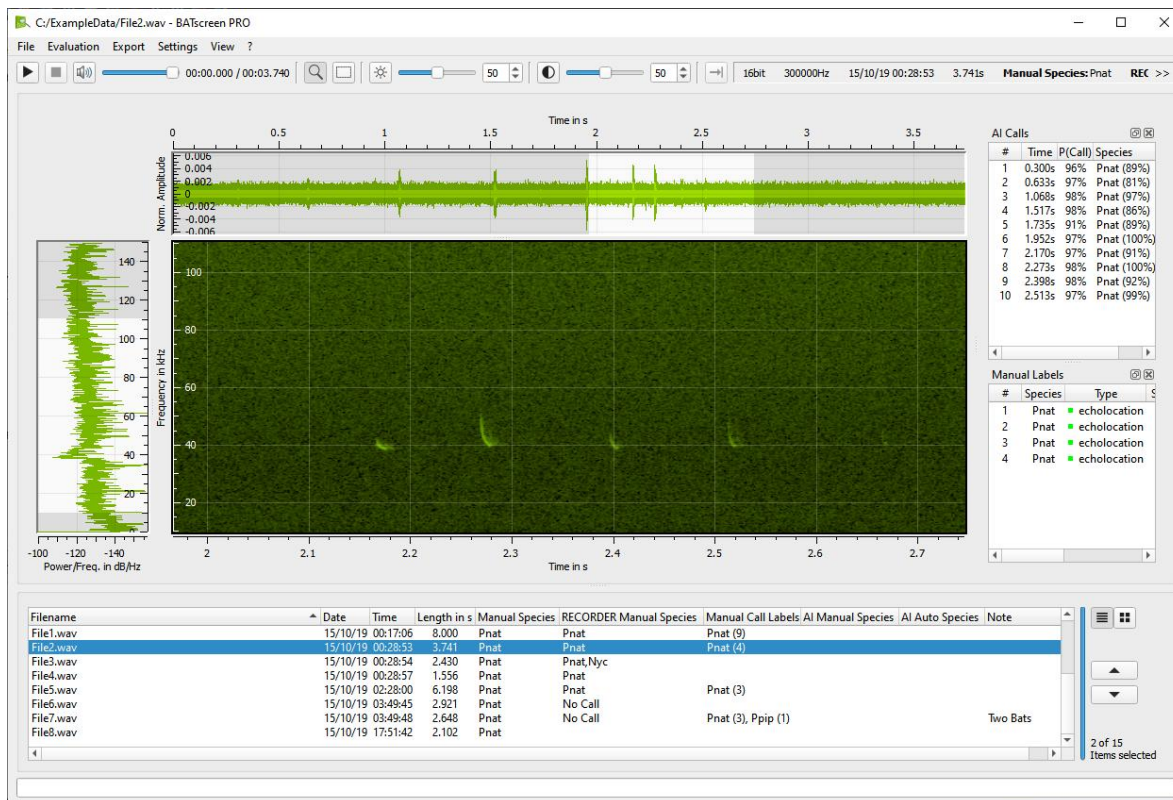 C:/ExampleData/File2.wav - BATscreen PRO
File Evaluation Export Settings View ?
00:00.000 / 00:03.740 50 50 16bit 300000Hz 15/10/19 00:28:53 3.741s Manual Species: Pnat REC >>
Time in s
0 0.5 1 1.5 2 2.5 3 3.5
Norm. Amplitude
0.006
0.004
0.002
0
-0.002
-0.004
-0.006
AI Calls
# Time P(Call) Species
1 0.300s 96% Pnat (89%)
2 0.633s 97% Pnat (81%)
3 1.068s 98% Pnat (97%)
4 1.517s 98% Pnat (86%)
5 1.735s 91% Pnat (89%)
6 1.952s 97% Pnat (100%)
7 2.170s 97% Pnat (91%)
8 2.273s 98% Pnat (100%)
9 2.398s 98% Pnat (92%)
10 2.513s 97% Pnat (99%)
140
120
100
80
60
40
20
0
-100 -120 -140
Power/Freq. in dB/Hz
Frequency in kHz
100
80
60
40
20
2 2.1 2.2 2.3 2.4 2.5 2.6 2.7
Time in s
Manual Labels
# Species Type S
1 Pnat echolocation
2 Pnat echolocation
3 Pnat echolocation
4 Pnat echolocation
Filename Date Time Length in s Manual Species RECORDER Manual Species Manual Call Labels AI Manual Species AI Auto Species Note
File1.wav 15/10/19 00:17:06 8.000 Pnat Pnat Pnat (9)
File2.wav 15/10/19 00:28:53 3.741 Pnat Pnat Pnat (4)
File3.wav 15/10/19 00:28:54 2.430 Pnat Pnat,Nyc
File4.wav 15/10/19 00:28:57 1.556 Pnat Pnat
File5.wav 15/10/19 02:28:00 6.198 Pnat Pnat Pnat (3)
File6.wav 15/10/19 03:49:45 2.921 Pnat No Call
File7.wav 15/10/19 03:49:48 2.648 Pnat No Call Pnat (3), Ppip (1) Two Bats
File8.wav 15/10/19 17:51:42 2.102 Pnat
2 of 15
Items selected